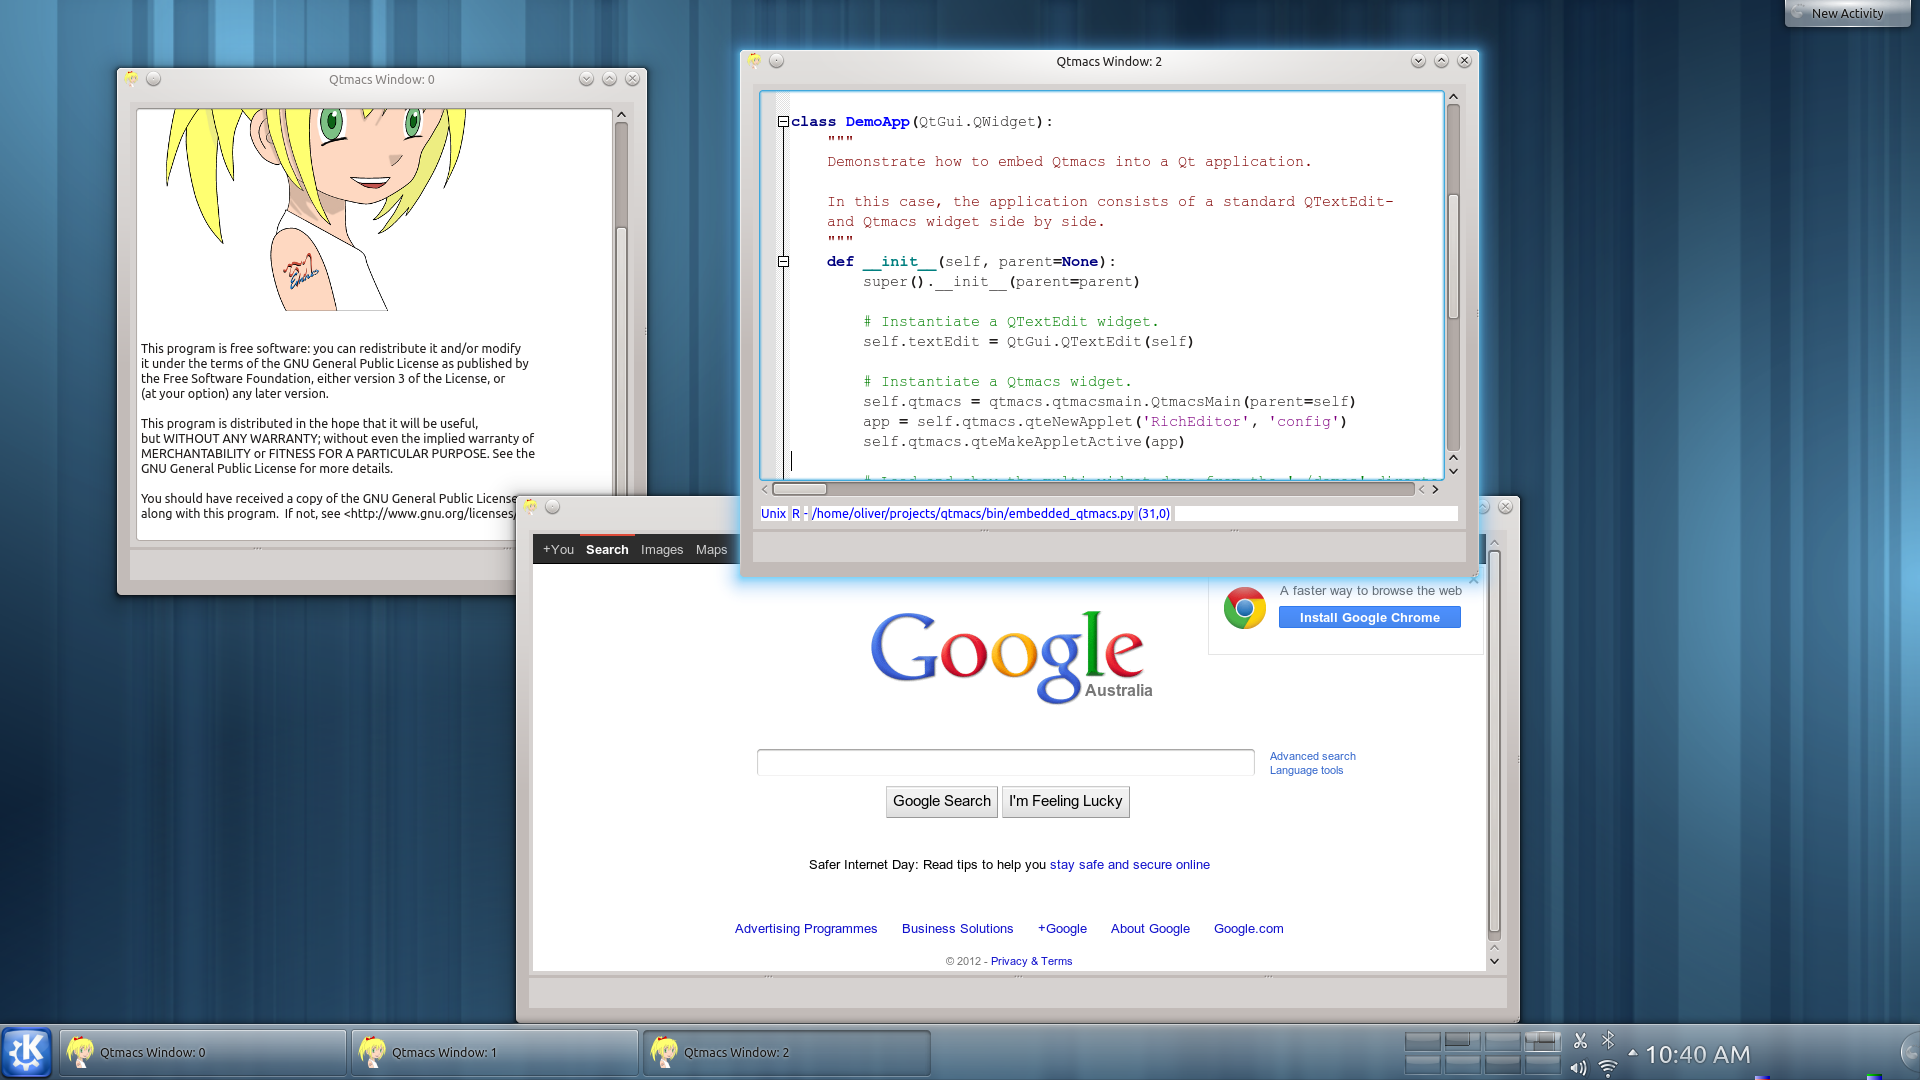 New Activity
Qtmacs Window: 0
This program is free software: you can redistribute it and/or modify
it under the terms of the GNU General Public License as published by
the Free Software Foundation, either version 3 of the License, or
(at your option) any later version.
This program is distributed in the hope that it will be useful,
but WITHOUT ANY WARRANTY; without even the implied warranty of
MERCHANTABILITY or FITNESS FOR A PARTICULAR PURPOSE. See the
GNU General Public License for more details.
You should have received a copy of the GNU General Public License
along with this program.  If not, see <http://www.gnu.org/licenses/
Qtmacs Window: 2
class DemoApp(QtGui.QWidget):
"""
Demonstrate how to embed Qtmacs into a Qt application.
In this case, the application consists of a standard QTextEdit-
and Qtmacs widget side by side.
"""
def __init__(self, parent=None):
super().__init__(parent=parent)
# Instantiate a QTextEdit widget.
self.textEdit = QtGui.QTextEdit(self)
# Instantiate a Qtmacs widget.
self.qtmacs = qtmacs.qtmacsmain.QtmacsMain(parent=self)
app = self.qtmacs.qteNewApplet('RichEditor', 'config')
self.qtmacs.qteMakeAppletActive(app)
Unix R - /home/oliver/projects/qtmacs/bin/embedded_qtmacs.py (31,0)
+You Search Images Maps
A faster way to browse the web
Install Google Chrome
Google
Australia
Advanced search
Language tools
Google Search I'm Feeling Lucky
Safer Internet Day: Read tips to help you stay safe and secure online
Advertising Programmes Business Solutions +Google About Google Google.com
© 2012 - Privacy & Terms
Qtmacs Window: 0 Qtmacs Window: 1 Qtmacs Window: 2 10:40 AM